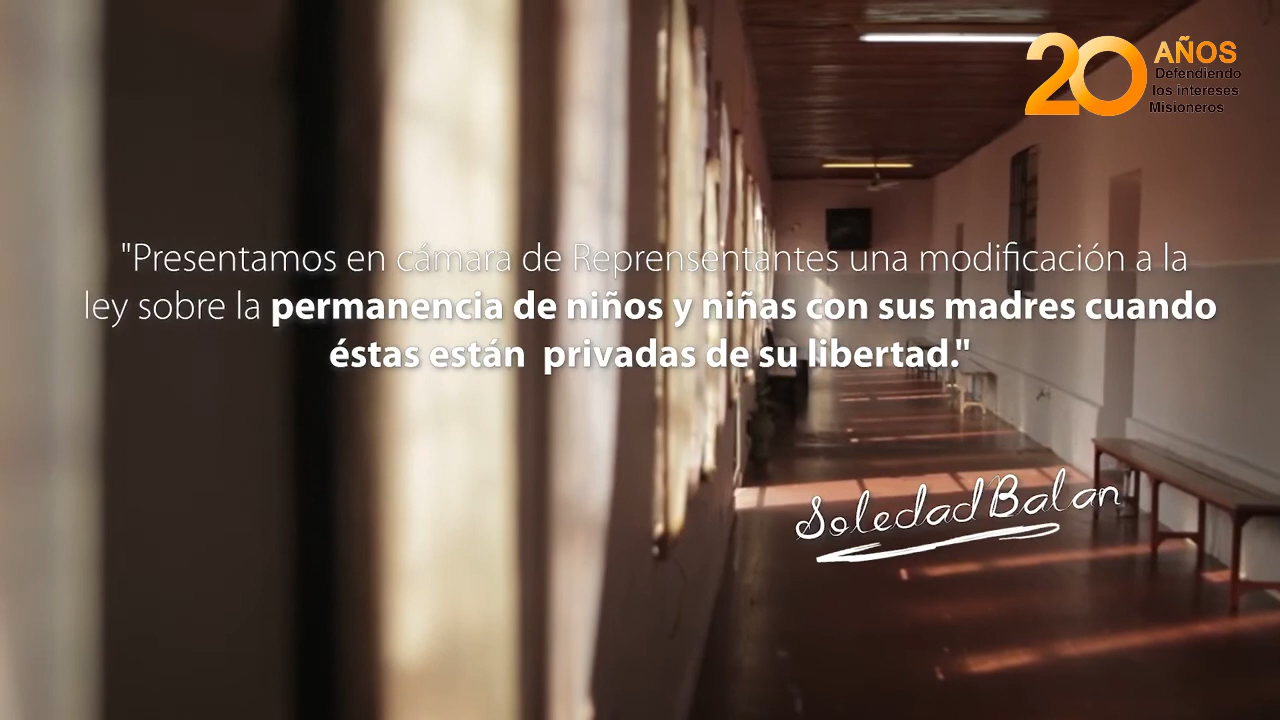 20 AÑOS
Defendiendo
los intereses
Misioneros
"Presentamos en cámara de Reprensentantes una modificación a la
ley sobre la permanencia de niños y niñas con sus madres cuando
éstas están  privadas de su libertad."
Soledad Balan